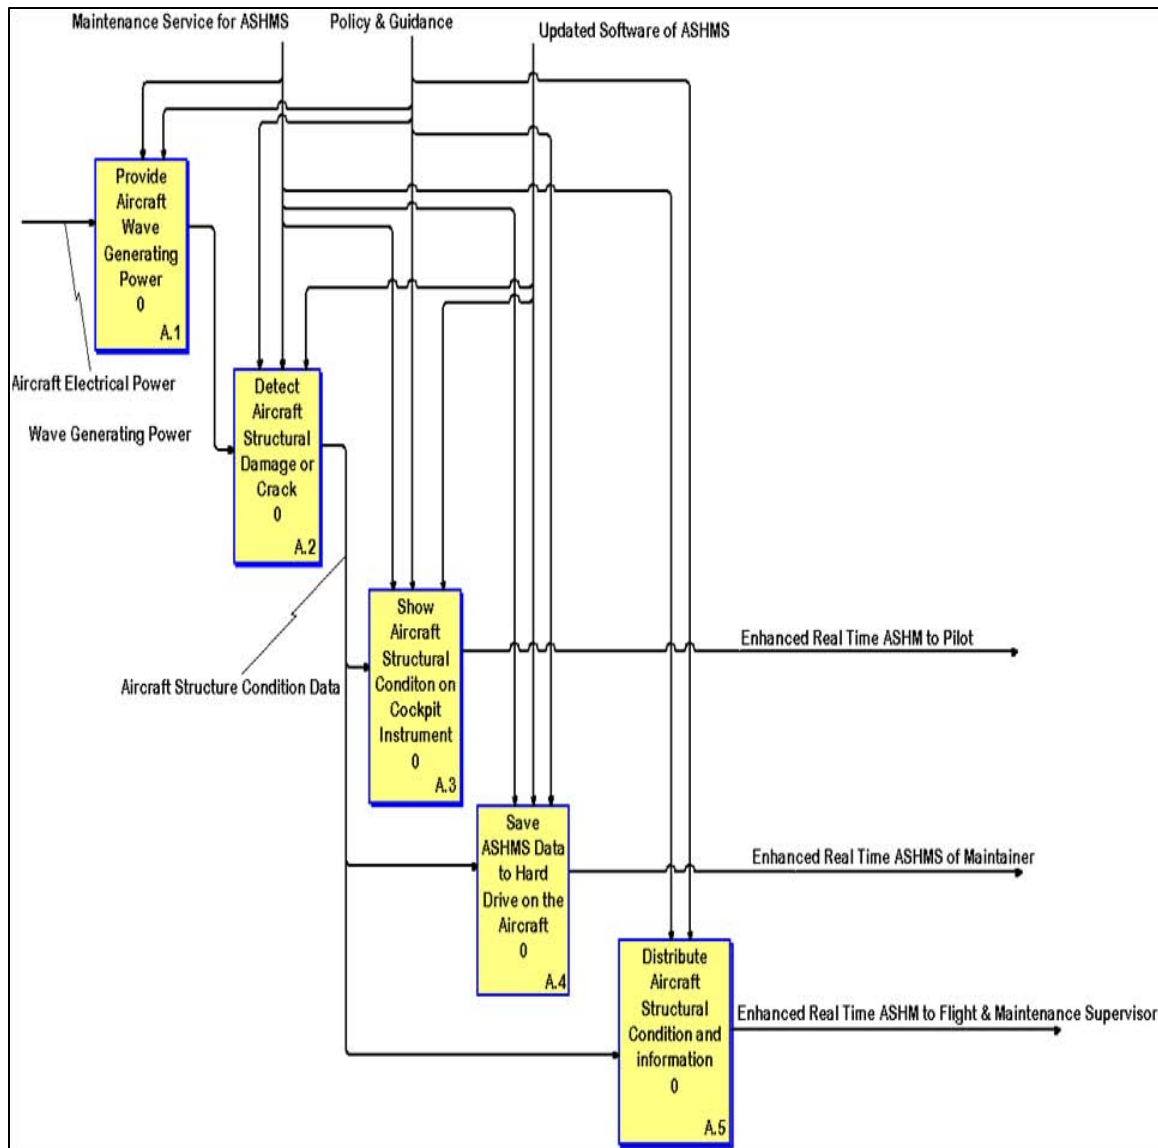 Maintenance Service for ASHMS
Policy & Guidance
Updated Software of ASHMS
Provide
Aircraft
Wave
Generating
Power
0
A.1
Aircraft Electrical Power
Wave Generating Power
Detect
Aircraft
Structural
Damage or
Crack
0
A.2
Aircraft Structure Condition Data
Show
Aircraft
Structural
Conditon on
Cockpit
Instrument
0
A.3
Enhanced Real Time ASHM to Pilot
Save
ASHMS Data
to Hard
Drive on the
Aircraft
0
A.4
Enhanced Real Time ASHMS of Maintainer
Distribute
Aircraft
Structural
Condition and
information
0
A.5
Enhanced Real Time ASHM to Flight & Maintenance Supervisor